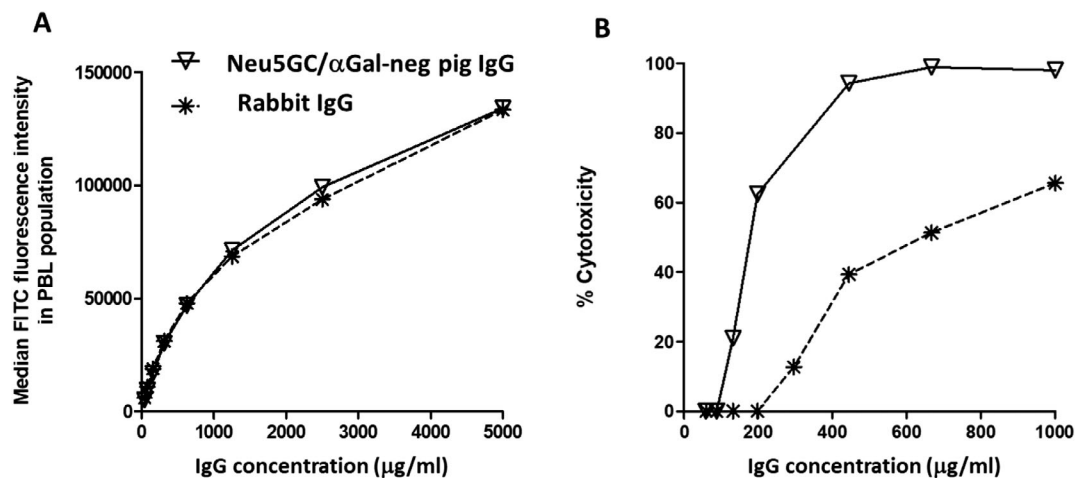 A
Median FITC fluorescence intensity
in PBL population
150000
100000
50000
0
Neu5GC/αGal-neg pig IgG
Rabbit IgG
0 1000 2000 3000 4000 5000
IgG concentration (μg/ml)
B
% Cytotoxicity
100
80
60
40
20
0
0 200 400 600 800 1000
IgG concentration (μg/ml)